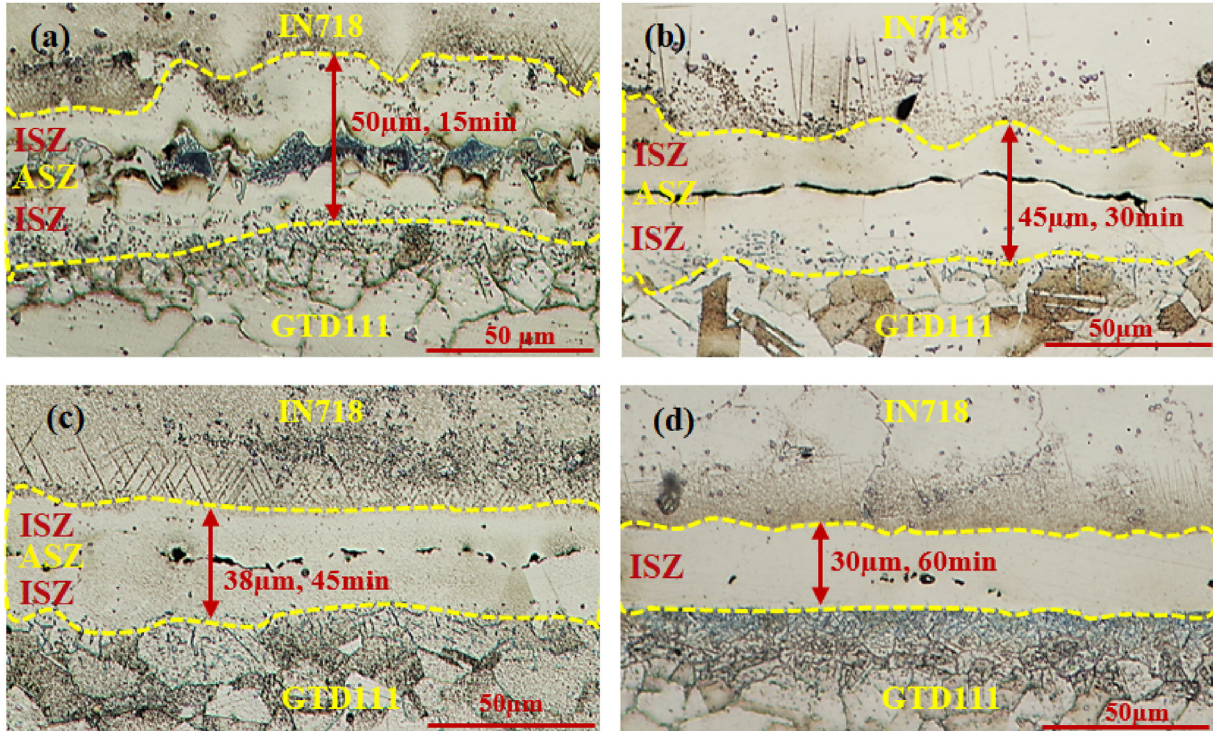 (a)
IN718
50μm, 15min
ISZ
ASZ
ISZ
GTD111
50 μm
(b)
IN718
ISZ
ASZ
45μm, 30min
ISZ
GTD111
50μm
(c)
IN718
ISZ
ASZ
38μm, 45min
ISZ
GTD111
50μm
(d)
IN718
ISZ
30μm, 60min
GTD111
50μm